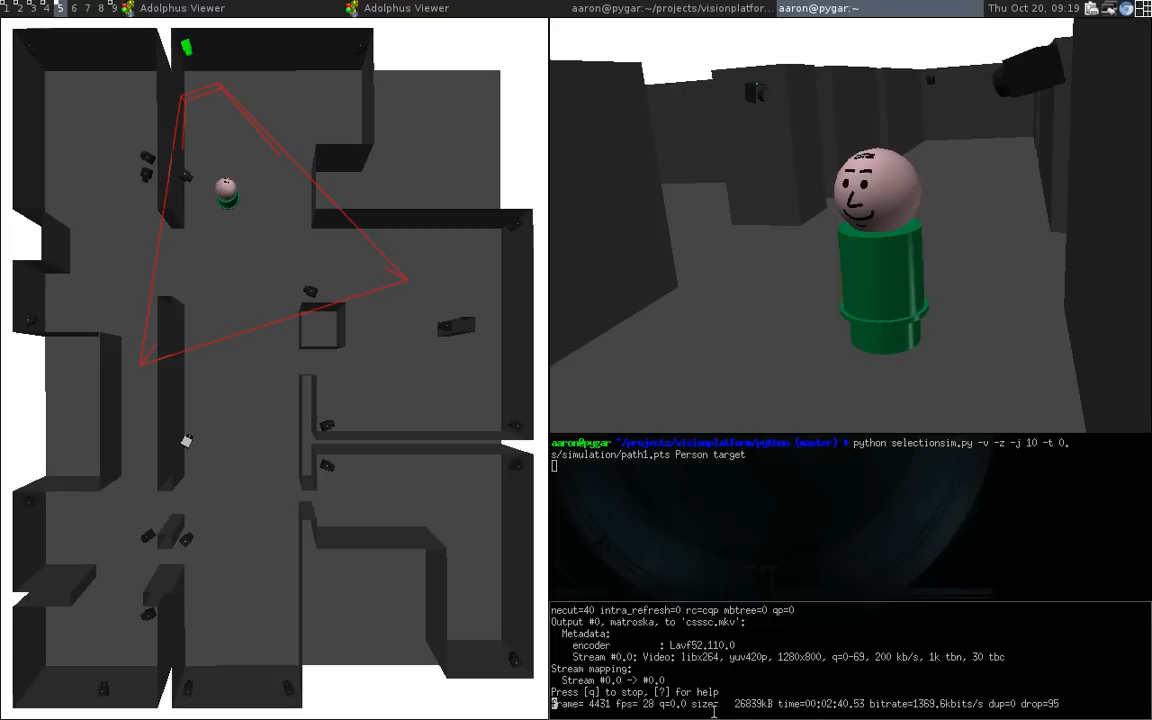 1 2 3 4 5 6 7 8 9 Adolphus Viewer Adolphus Viewer aaron@pygar:~/projects/visionplatfor... aaron@pygar:~ Thu Oct 20, 09:19
aaron@pygar ~/projects/visionplatform/python (master) python selectionsim.py -v -z -j 10 -t 0.
s/simulation/path1.pts Person target
necut=40 intra_refresh=0 rc=cqp mbtree=0 qp=0
Output #0, matroska, to 'csssc.mkv':
Metadata:
encoder : Lavf52.110.0
Stream #0.0: Video: libx264, yuv420p, 1280x800, q=0-69, 200 kb/s, 1k tbn, 30 tbc
Stream mapping:
Stream #0.0 -> #0.0
Press [q] to stop, [?] for help
frame= 4431 fps= 28 q=0.0 size= 26839kB time=00:02:40.53 bitrate=1369.6kbits/s dup=0 drop=95